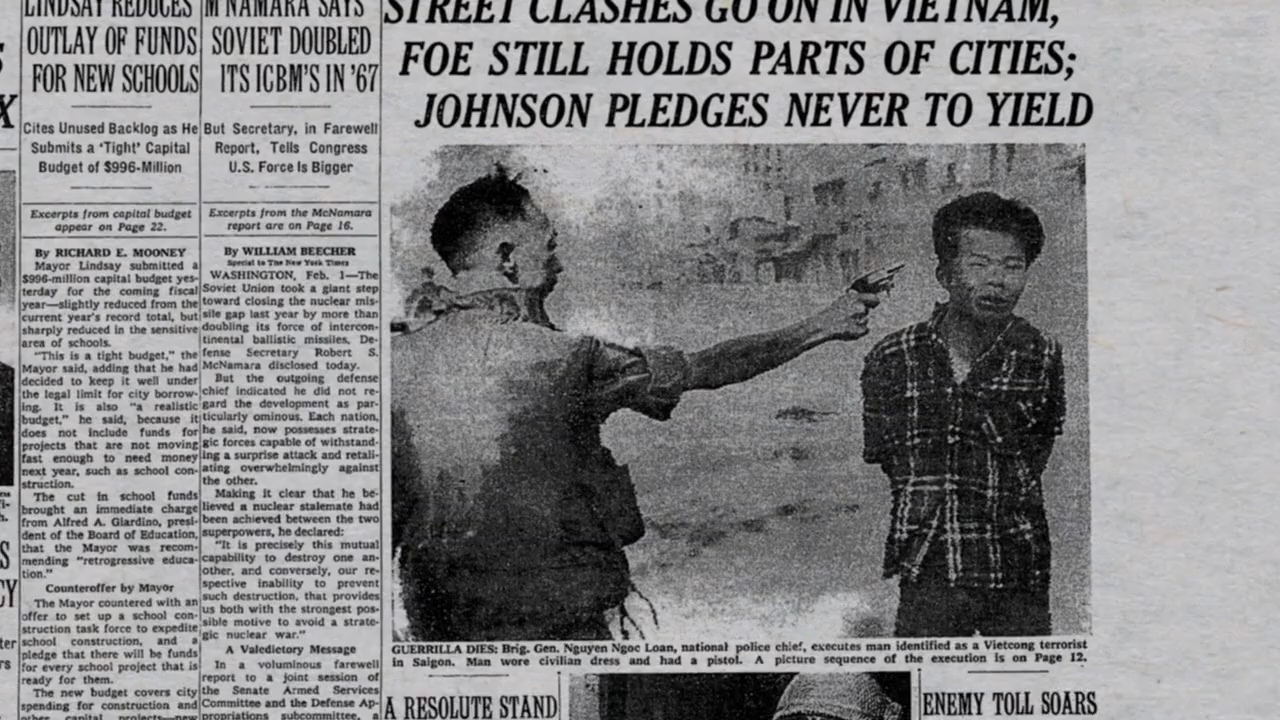 LINDSAY REDUCES
OUTLAY OF FUNDS
FOR NEW SCHOOLS
Cites Unused Backlog as He
Submits a 'Tight' Capital
Budget of $996-Million
Excerpts from capital budget
appear on Page 22.
By RICHARD E. MOONEY
Mayor Lindsay submitted a
$996-million capital budget yes-
terday for the coming fiscal
year—slightly reduced from the
current year's record total, but
sharply reduced in the sensitive
area of schools.
"This is a tight budget," the
Mayor said, adding that he had
decided to keep it well under
the legal limit for city borrow-
ing. It is also "a realistic
budget," he said, because it
does not include funds for
projects that are not moving
fast enough to need money
next year, such as school con-
struction.
The cut in school funds
brought an immediate charge
from Alfred A. Giardino, presi-
dent of the Board of Education,
that the Mayor was recom-
mending "retrogressive educa-
tion."
Counteroffer by Mayor
The Mayor countered with an
offer to set up a school con-
struction task force to expedite
school construction, and a
pledge that there will be funds
for every school project that is
ready for them.
The new budget covers city
spending for construction and
other capital projects—new
M'NAMARA SAYS
SOVIET DOUBLED
ITS ICBM'S IN '67
But Secretary, in Farewell
Report, Tells Congress
U.S. Force Is Bigger
Excerpts from the McNamara
report are on Page 16.
By WILLIAM BEECHER
Special to The New York Times
WASHINGTON, Feb. 1—The
Soviet Union took a giant step
toward closing the nuclear mis-
sile gap last year by more than
doubling its force of intercon-
tinental ballistic missiles, De-
fense Secretary Robert S.
McNamara disclosed today.
But the outgoing defense
chief indicated he did not re-
gard the development as par-
ticularly ominous. Each nation,
he said, now possesses strate-
gic forces capable of withstand-
ing a surprise attack and retali-
ating overwhelmingly against
the other.
Making it clear that he be-
lieved a nuclear stalemate had
been achieved between the two
superpowers, he declared:
"It is precisely this mutual
capability to destroy one an-
other, and conversely, our re-
spective inability to prevent
such destruction, that provides
us both with the strongest pos-
sible motive to avoid a strate-
gic nuclear war."
A Valedictory Message
In a voluminous farewell
report to a joint session of
the Senate Armed Services
Committee and the Defense Ap-
propriations subcommittee, a
STREET CLASHES GO ON IN VIETNAM,
FOE STILL HOLDS PARTS OF CITIES;
JOHNSON PLEDGES NEVER TO YIELD
GUERRILLA DIES: Brig. Gen. Nguyen Ngoc Loan, national police chief, executes man identified as a Vietcong terrorist
in Saigon. Man wore civilian dress and had a pistol. A picture sequence of the execution is on Page 12.
A RESOLUTE STAND
ENEMY TOLL SOARS